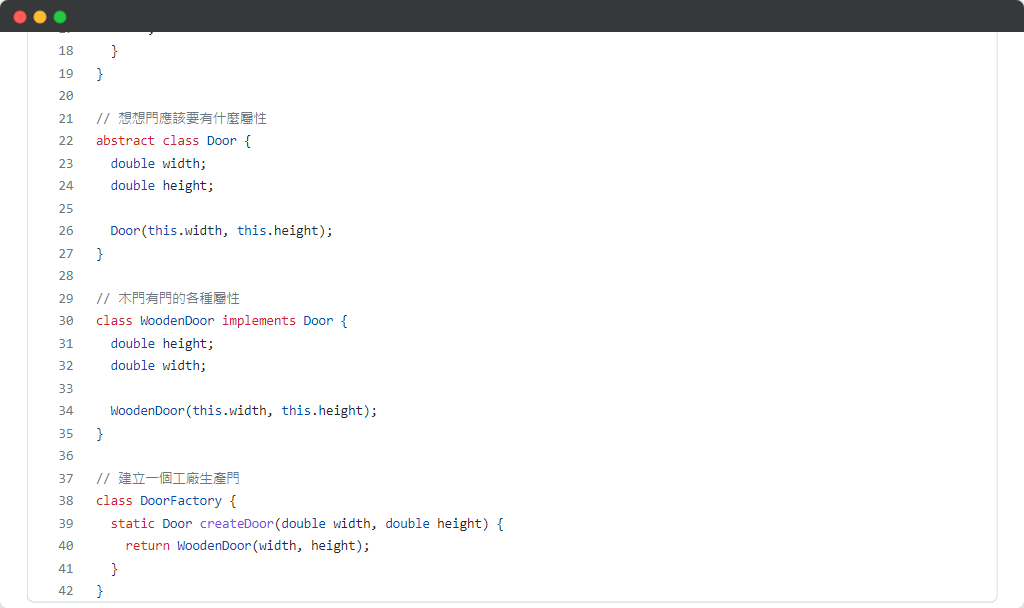 18 }
19 }
20
21 // 想想門應該要有什麼屬性
22 abstract class Door {
23 double width;
24 double height;
25
26 Door(this.width, this.height);
27 }
28
29 // 木門有門的各種屬性
30 class WoodenDoor implements Door {
31 double height;
32 double width;
33
34 WoodenDoor(this.width, this.height);
35 }
36
37 // 建立一個工廠生產門
38 class DoorFactory {
39 static Door createDoor(double width, double height) {
40 return WoodenDoor(width, height);
41 }
42 }